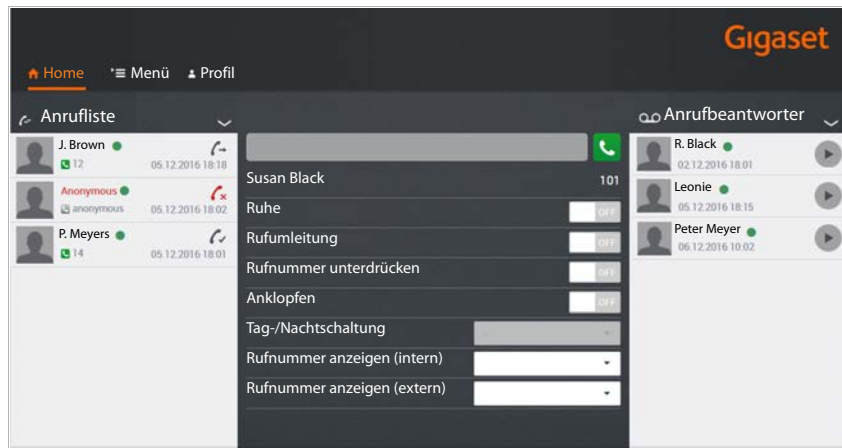 Gigaset
Home Menü Profil
Anrufliste
J. Brown
12 05.12.2016 18:18
Anonymous
anonymous 05.12.2016 18:02
P. Meyers
14 05.12.2016 18:01
Susan Black 101
Ruhe OFF
Rufumleitung OFF
Rufnummer unterdrücken OFF
Anklopfen OFF
Tag-/Nachtschaltung
Rufnummer anzeigen (intern)
Rufnummer anzeigen (extern)
Anrufbeantworter
R. Black
02.12.2016 18:01
Leonie
05.12.2016 18:15
Peter Meyer
06.12.2016 10:02